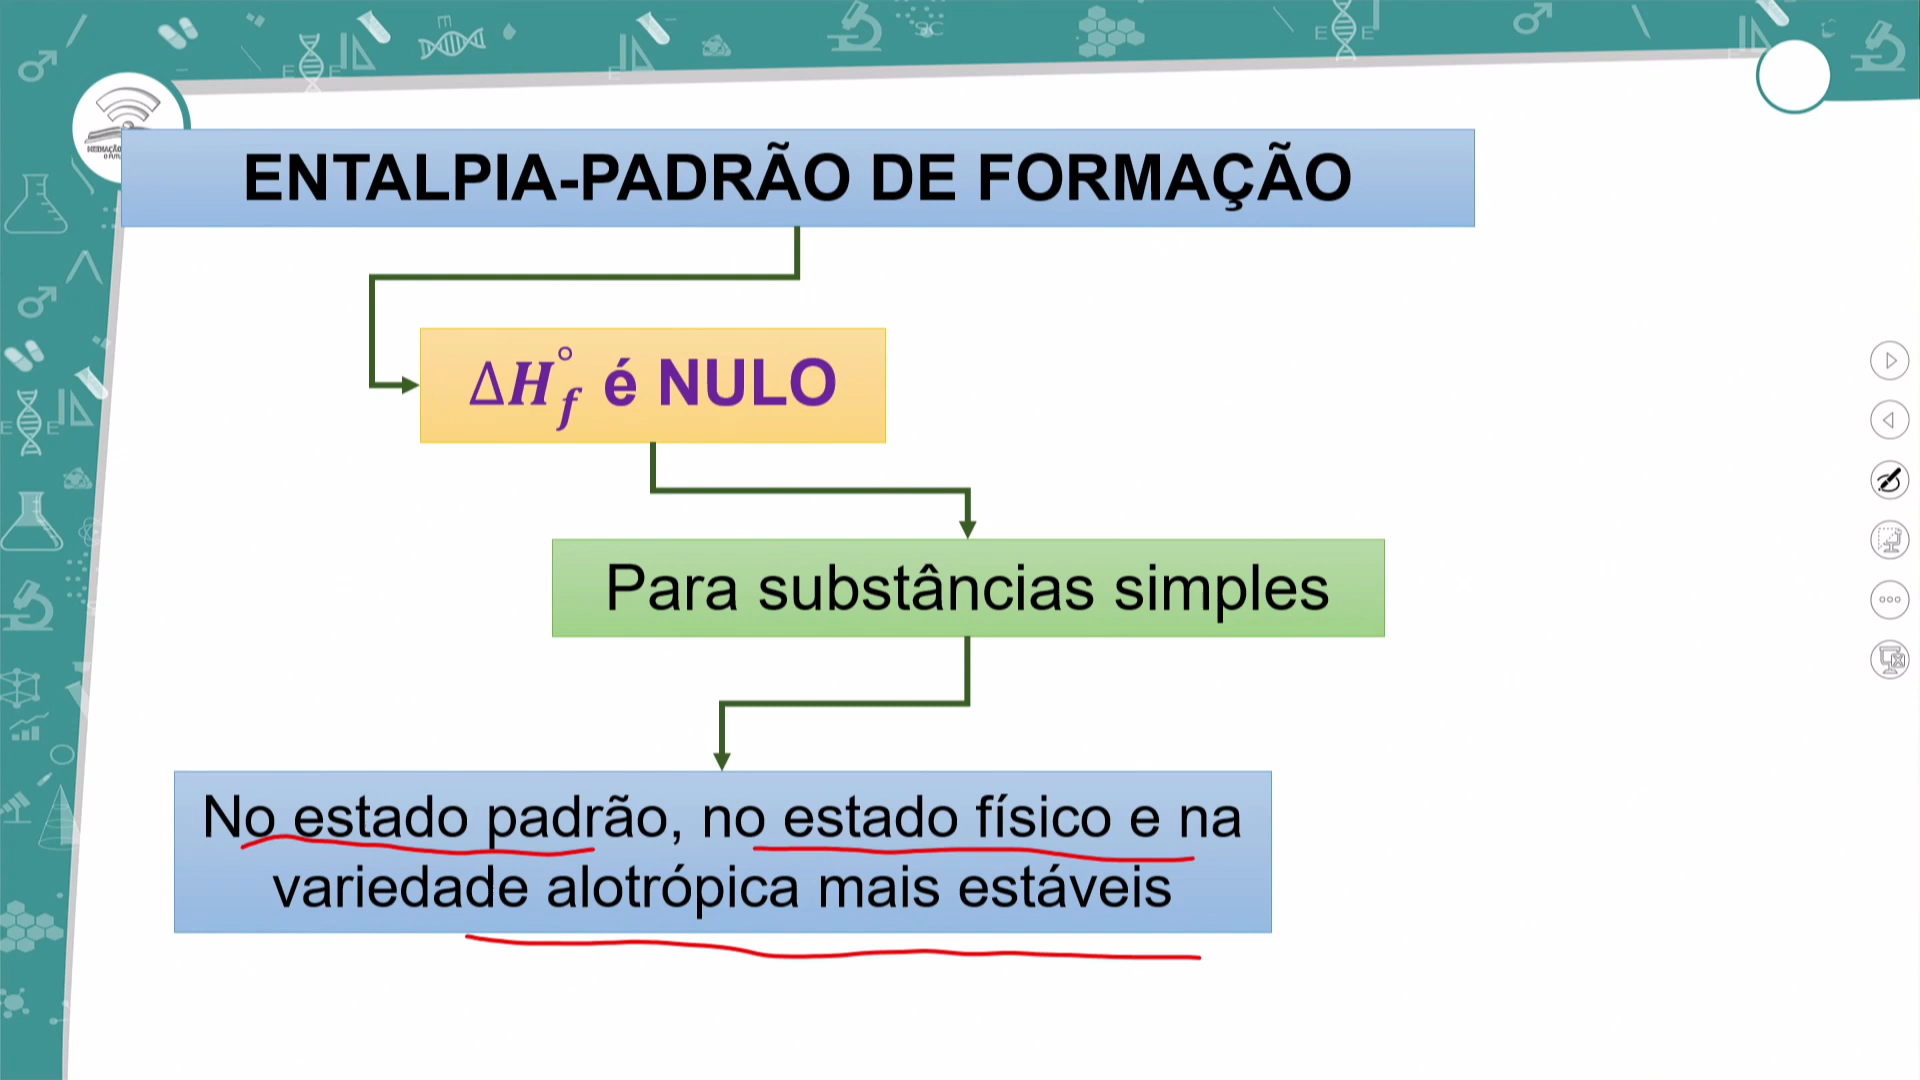 ENTALPIA-PADRÃO DE FORMAÇÃO
ΔH°f é NULO
Para substâncias simples
No estado padrão, no estado físico e na
variedade alotrópica mais estáveis